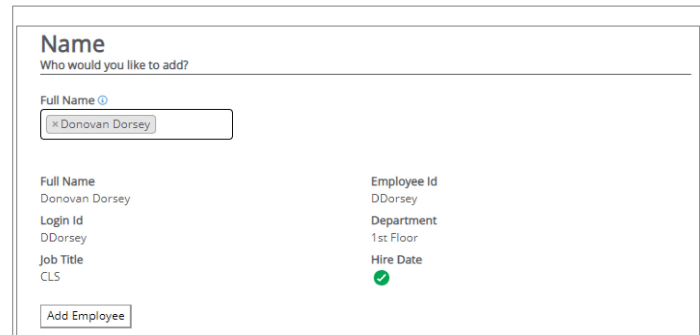 Name
Who would you like to add?
Full Name
×Donovan Dorsey
Full Name
Donovan Dorsey
Employee Id
DDorsey
Login Id
DDorsey
Department
1st Floor
Job Title
CLS
Hire Date
Add Employee